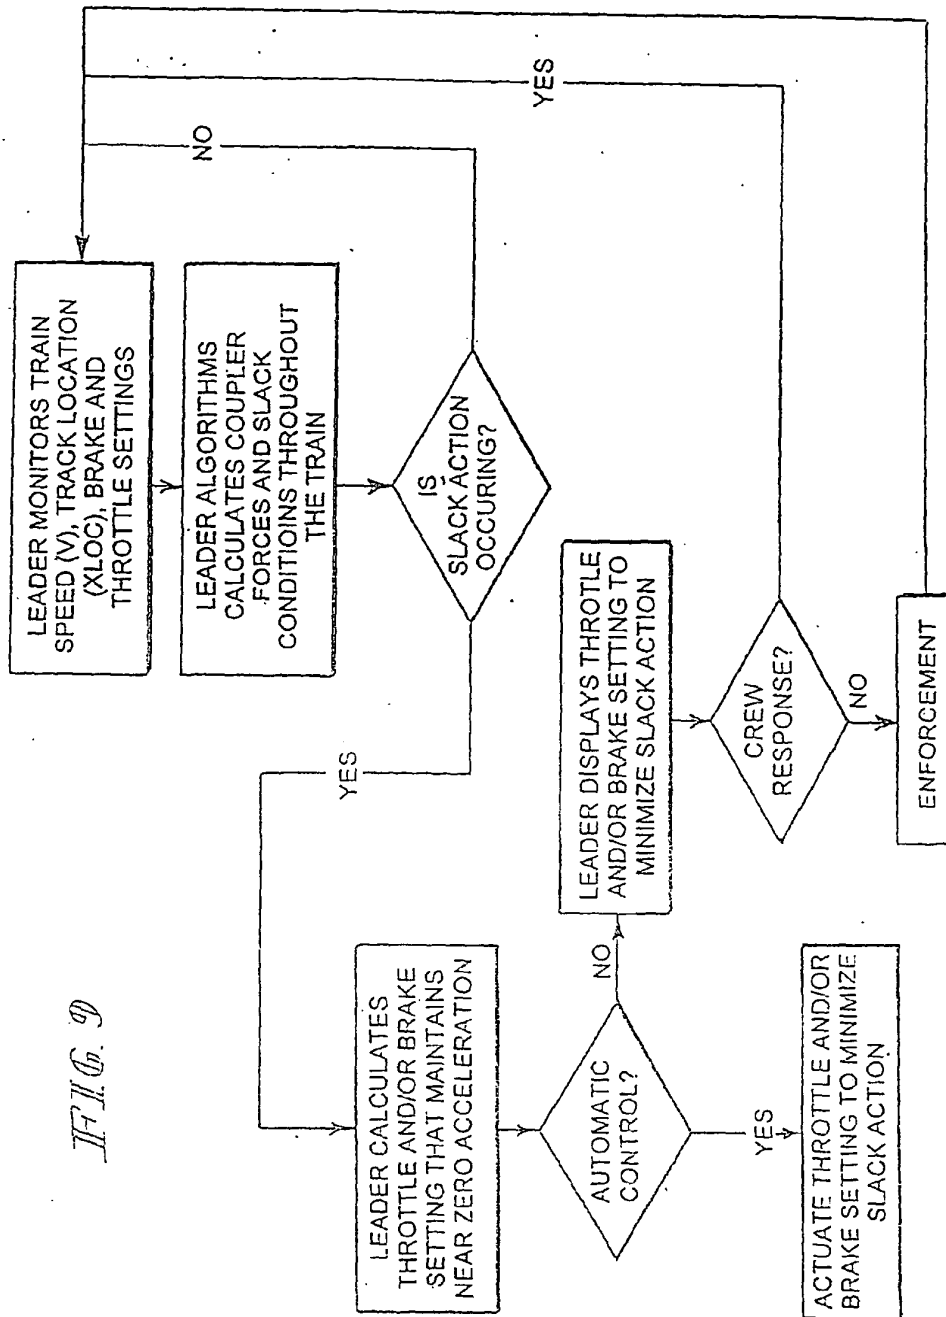 FIG. 9
LEADER MONITORS TRAIN
SPEED (V), TRACK LOCATION
(XLOC), BRAKE AND
THROTTLE SETTINGS
LEADER ALGORITHMS
CALCULATES COUPLER
FORCES AND SLACK
CONDITIOINS THROUGHOUT
THE TRAIN
IS
SLACK ACTION
OCCURING?
NO
YES
LEADER CALCULATES
THROTTLE AND/OR BRAKE
SETTING THAT MAINTAINS
NEAR ZERO ACCELERATION
AUTOMATIC
CONTROL?
NO
YES
ACTUATE THROTTLE AND/OR
BRAKE SETTING TO MINIMIZE
SLACK ACTION
LEADER DISPLAYS THROTLE
AND/OR BRAKE SETTING TO
MINIMIZE SLACK ACTION
CREW
RESPONSE?
YES
NO
ENFORCEMENT